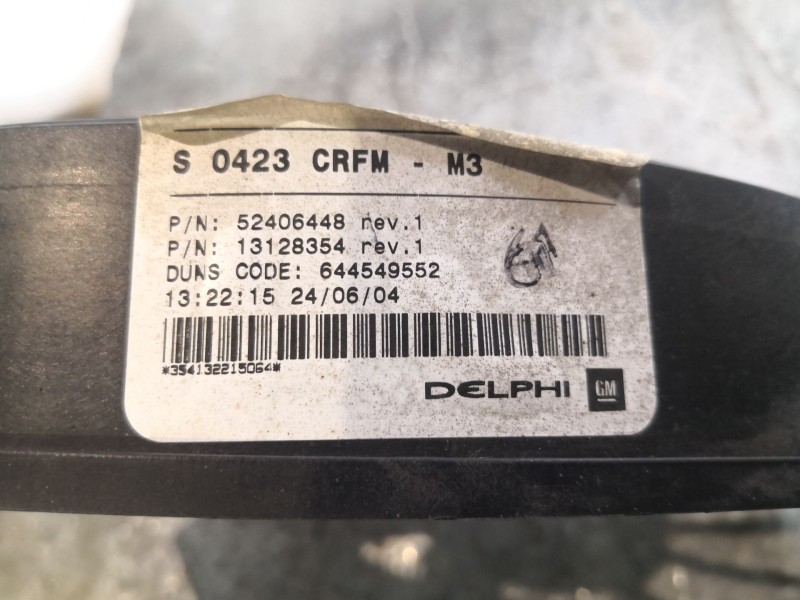 S 0423 CRFM - M3
P/N: 52406448 rev.1
P/N: 13128354 rev.1
DUNS CODE: 644549552
13:22:15 24/06/04
*354132215064*
DELPHI GM